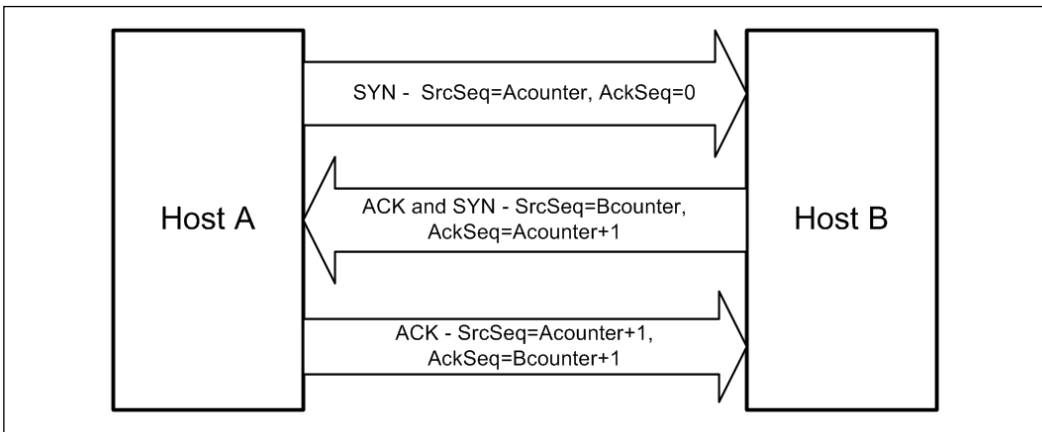 SYN - SrcSeq=Acounter, AckSeq=0
Host A
ACK and SYN - SrcSeq=Bcounter,
AckSeq=Acounter+1
Host B
ACK - SrcSeq=Acounter+1,
AckSeq=Bcounter+1